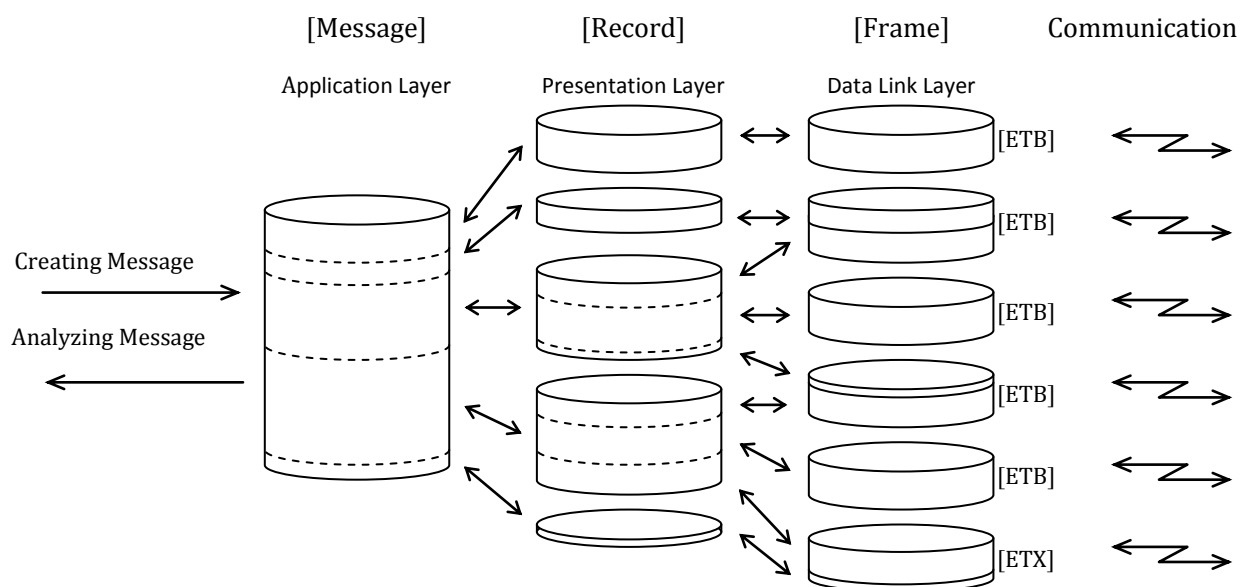 [Message] [Record] [Frame] Communication
Application Layer Presentation Layer Data Link Layer
[ETB]
[ETB]
Creating Message
[ETB]
Analyzing Message
[ETB]
[ETB]
[ETX]